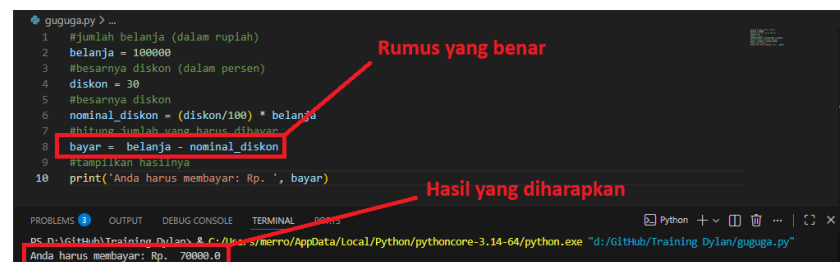 guguga.py > ...
1 #jumlah belanja (dalam rupiah)
2 belanja = 100000
3 #besarnya diskon (dalam persen)
4 diskon = 30
5 #besarnya diskon
6 nominal_diskon = (diskon/100) * belanja
7 #hitung jumlah yang harus dibayar
8 bayar =  belanja - nominal_diskon
9 #tampilkan hasilnya
10 print('Anda harus membayar: Rp. ', bayar)
Rumus yang benar
Hasil yang diharapkan
PROBLEMS 3 OUTPUT DEBUG CONSOLE TERMINAL PORTS Python
PS D:\GitHub\Training Dylan> & C:/Users/merro/AppData/Local/Python/pythoncore-3.14-64/python.exe "d:/GitHub/Training Dylan/guguga.py"
Anda harus membayar: Rp.  70000.0